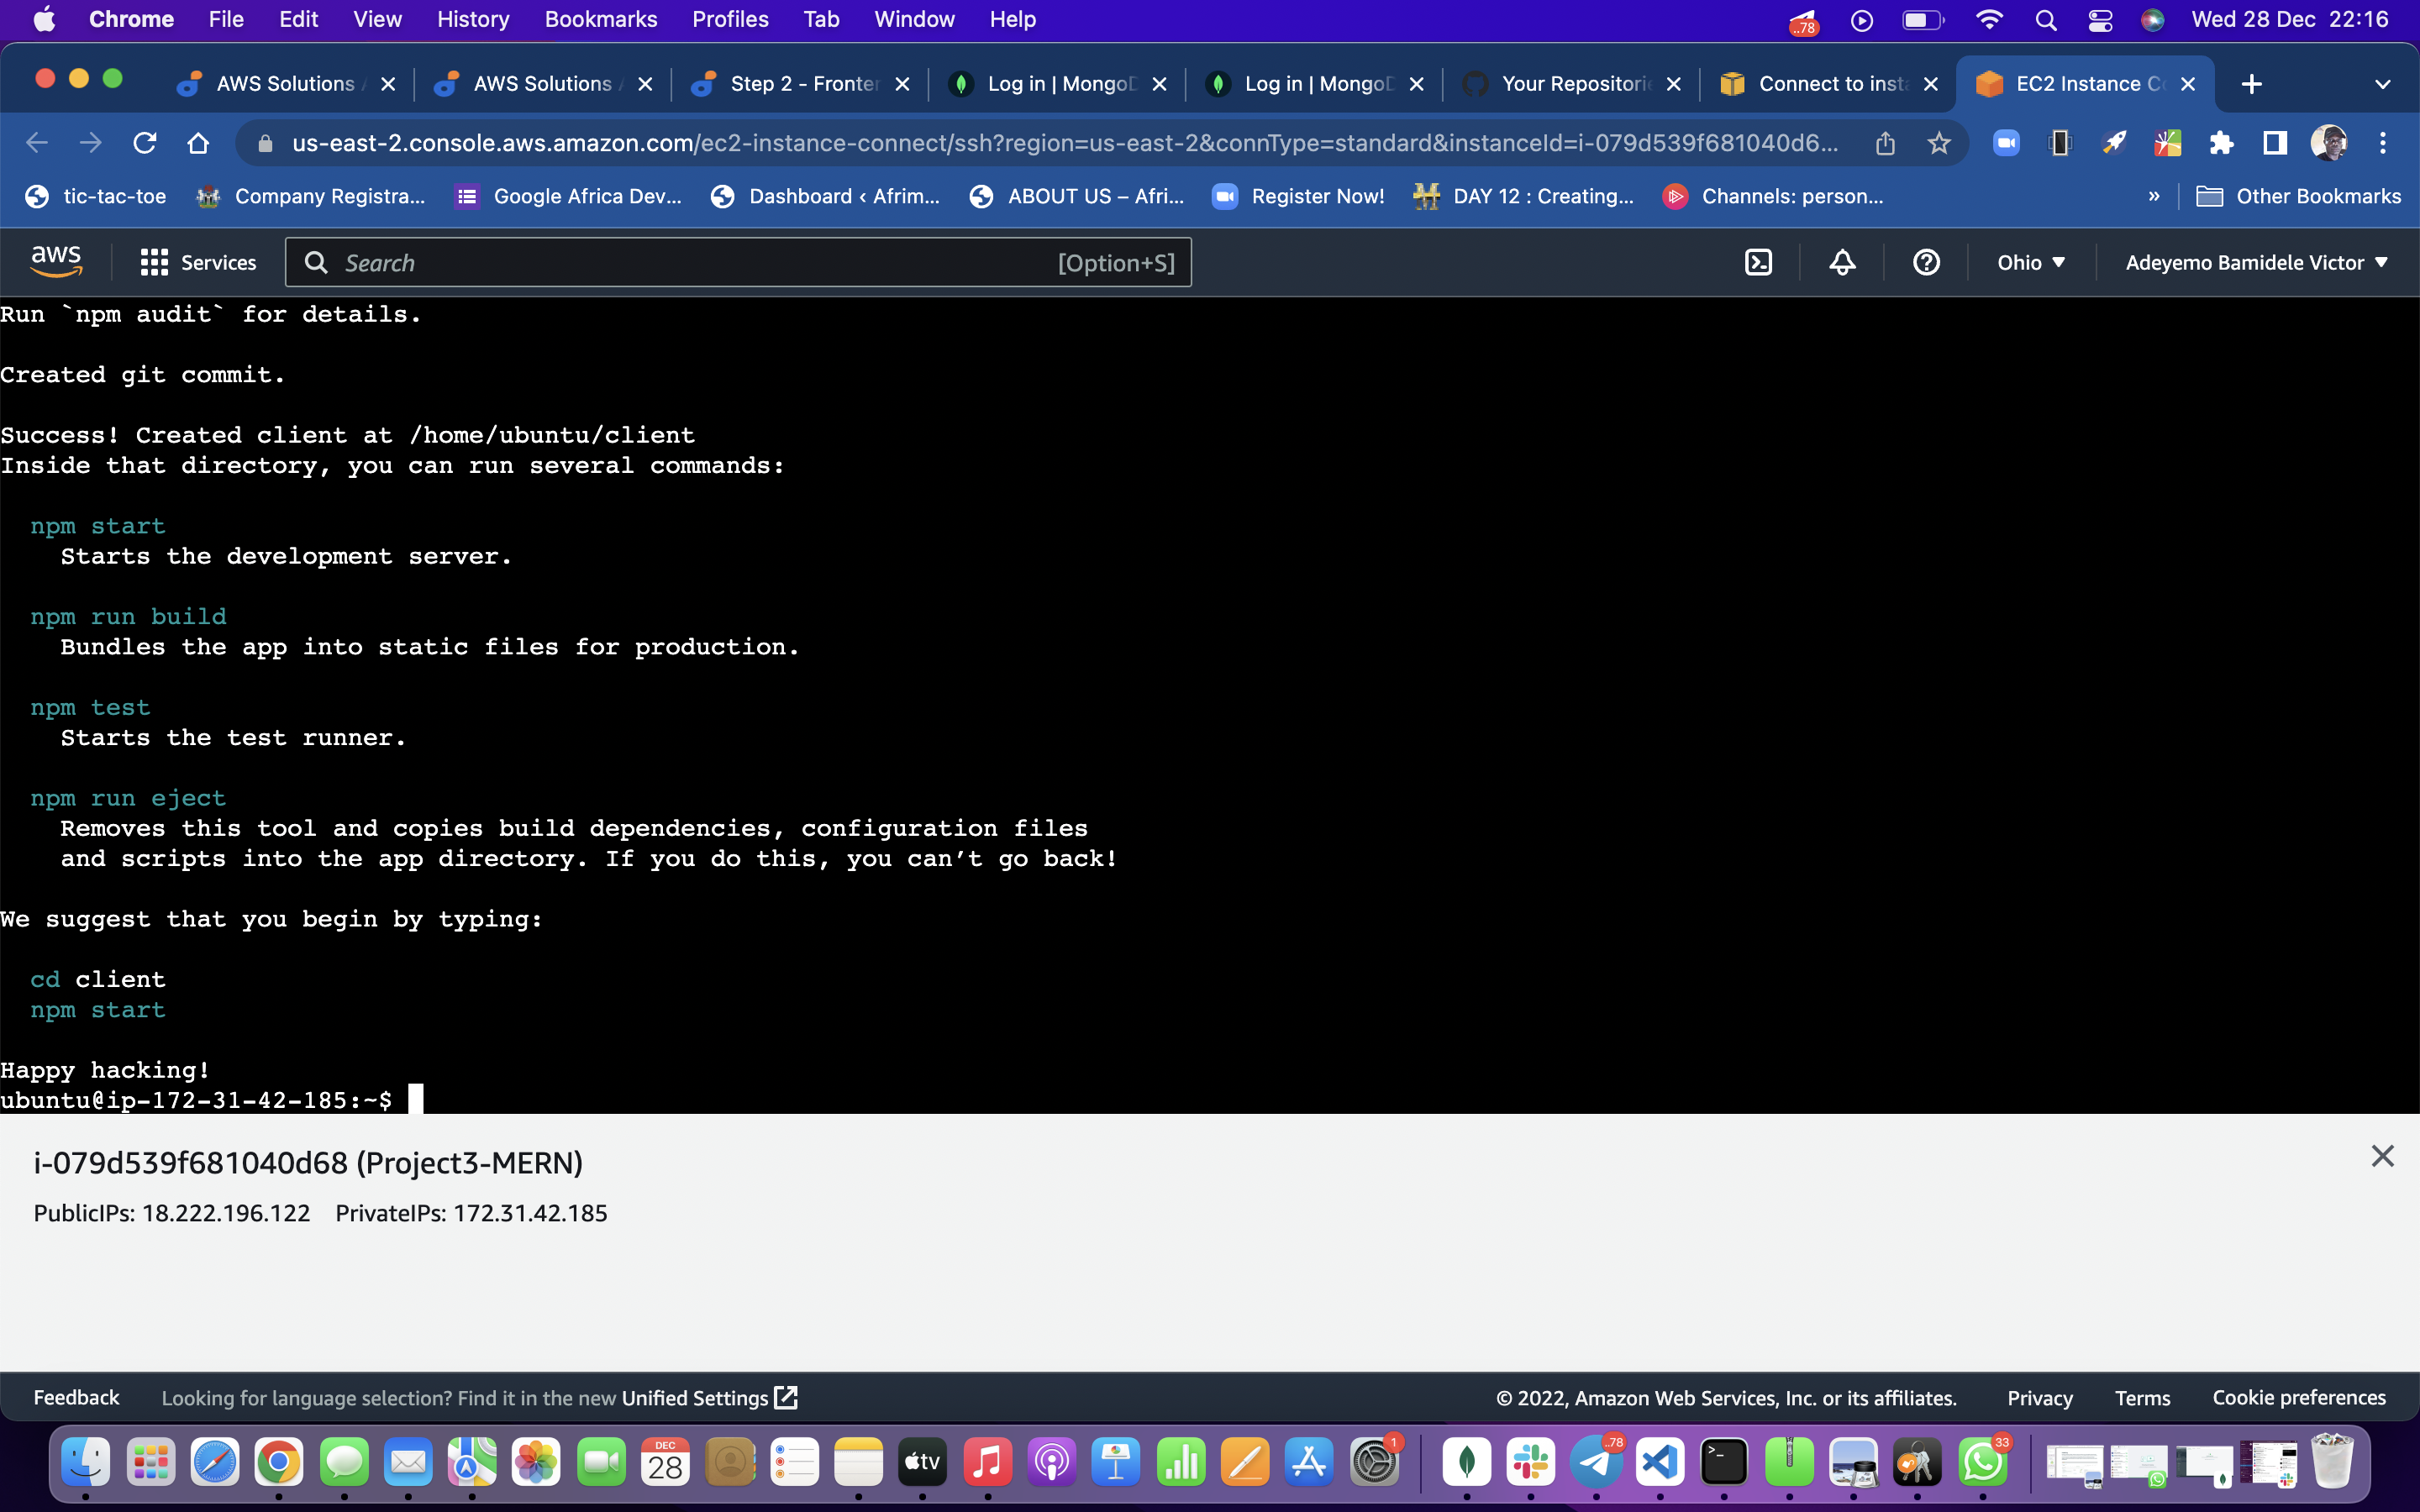 Chrome File Edit View History Bookmarks Profiles Tab Window Help ..78 Wed 28 Dec 22:16
AWS Solutions AWS Solutions Step 2 - Fronte Log in | Mongo Log in | Mongo Your Repositori Connect to inst EC2 Instance C
us-east-2.console.aws.amazon.com/ec2-instance-connect/ssh?region=us-east-2&connType=standard&instanceId=i-079d539f681040d6...
tic-tac-toe Company Registra... Google Africa Dev... Dashboard ‹ Afrim... ABOUT US – Afri... Register Now! DAY 12 : Creating... Channels: person... » Other Bookmarks
aws Services Search [Option+S] Ohio Adeyemo Bamidele Victor
Run `npm audit` for details.
Created git commit.
Success! Created client at /home/ubuntu/client
Inside that directory, you can run several commands:
npm start
Starts the development server.
npm run build
Bundles the app into static files for production.
npm test
Starts the test runner.
npm run eject
Removes this tool and copies build dependencies, configuration files
and scripts into the app directory. If you do this, you can’t go back!
We suggest that you begin by typing:
cd client
npm start
Happy hacking!
ubuntu@ip-172-31-42-185:~$
i-079d539f681040d68 (Project3-MERN)
PublicIPs: 18.222.196.122 PrivateIPs: 172.31.42.185
Feedback Looking for language selection? Find it in the new Unified Settings © 2022, Amazon Web Services, Inc. or its affiliates. Privacy Terms Cookie preferences
DEC 28 tv 1 ..78 33